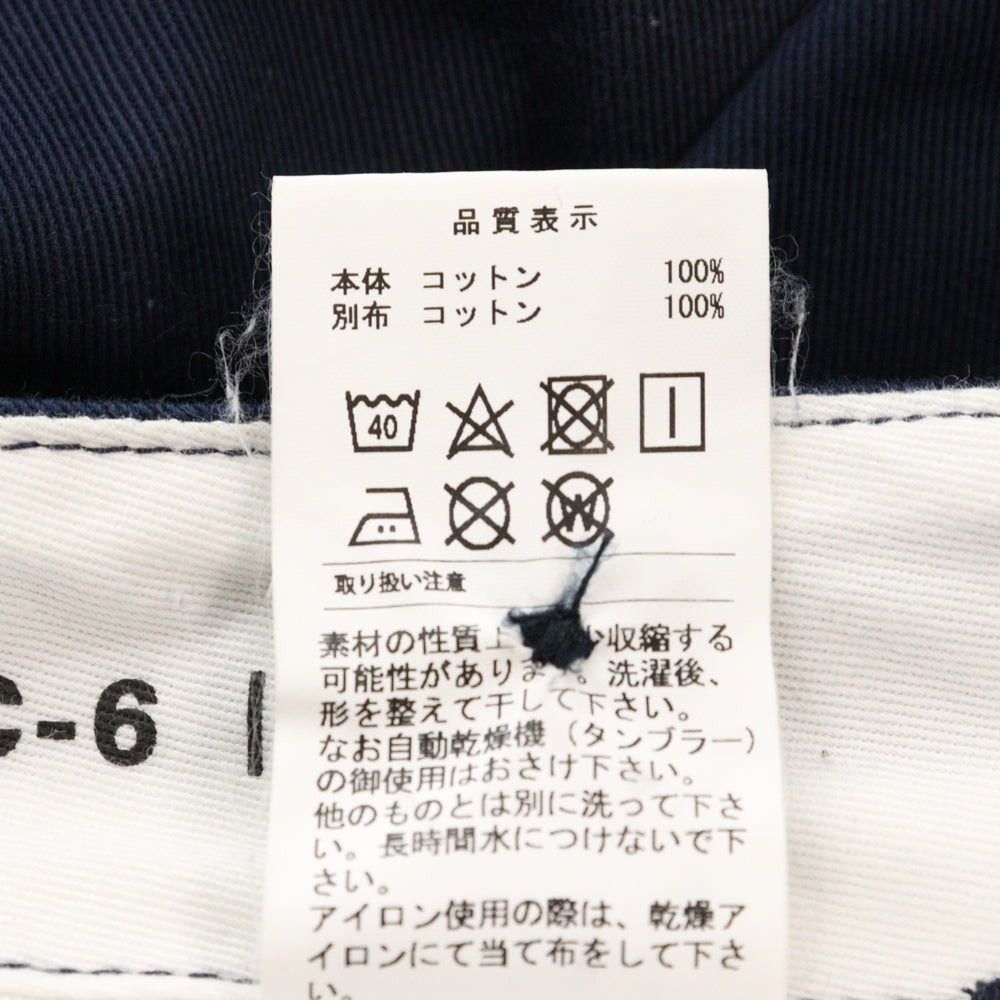 品質表示
本体 コットン 100%
別布 コットン 100%
40
W
取り扱い注意
素材の性質上 収縮する
可能性がありま。洗濯後、
形を整えて干して下さい。
なお自動乾燥機（タンブラー）
の御使用はおさけ下さい。
他のものとは別に洗って下さ
い。長時間水につけないで下
さい。
アイロン使用の際は、乾燥ア
イロンにて当て布をして下さ
い。
C-6